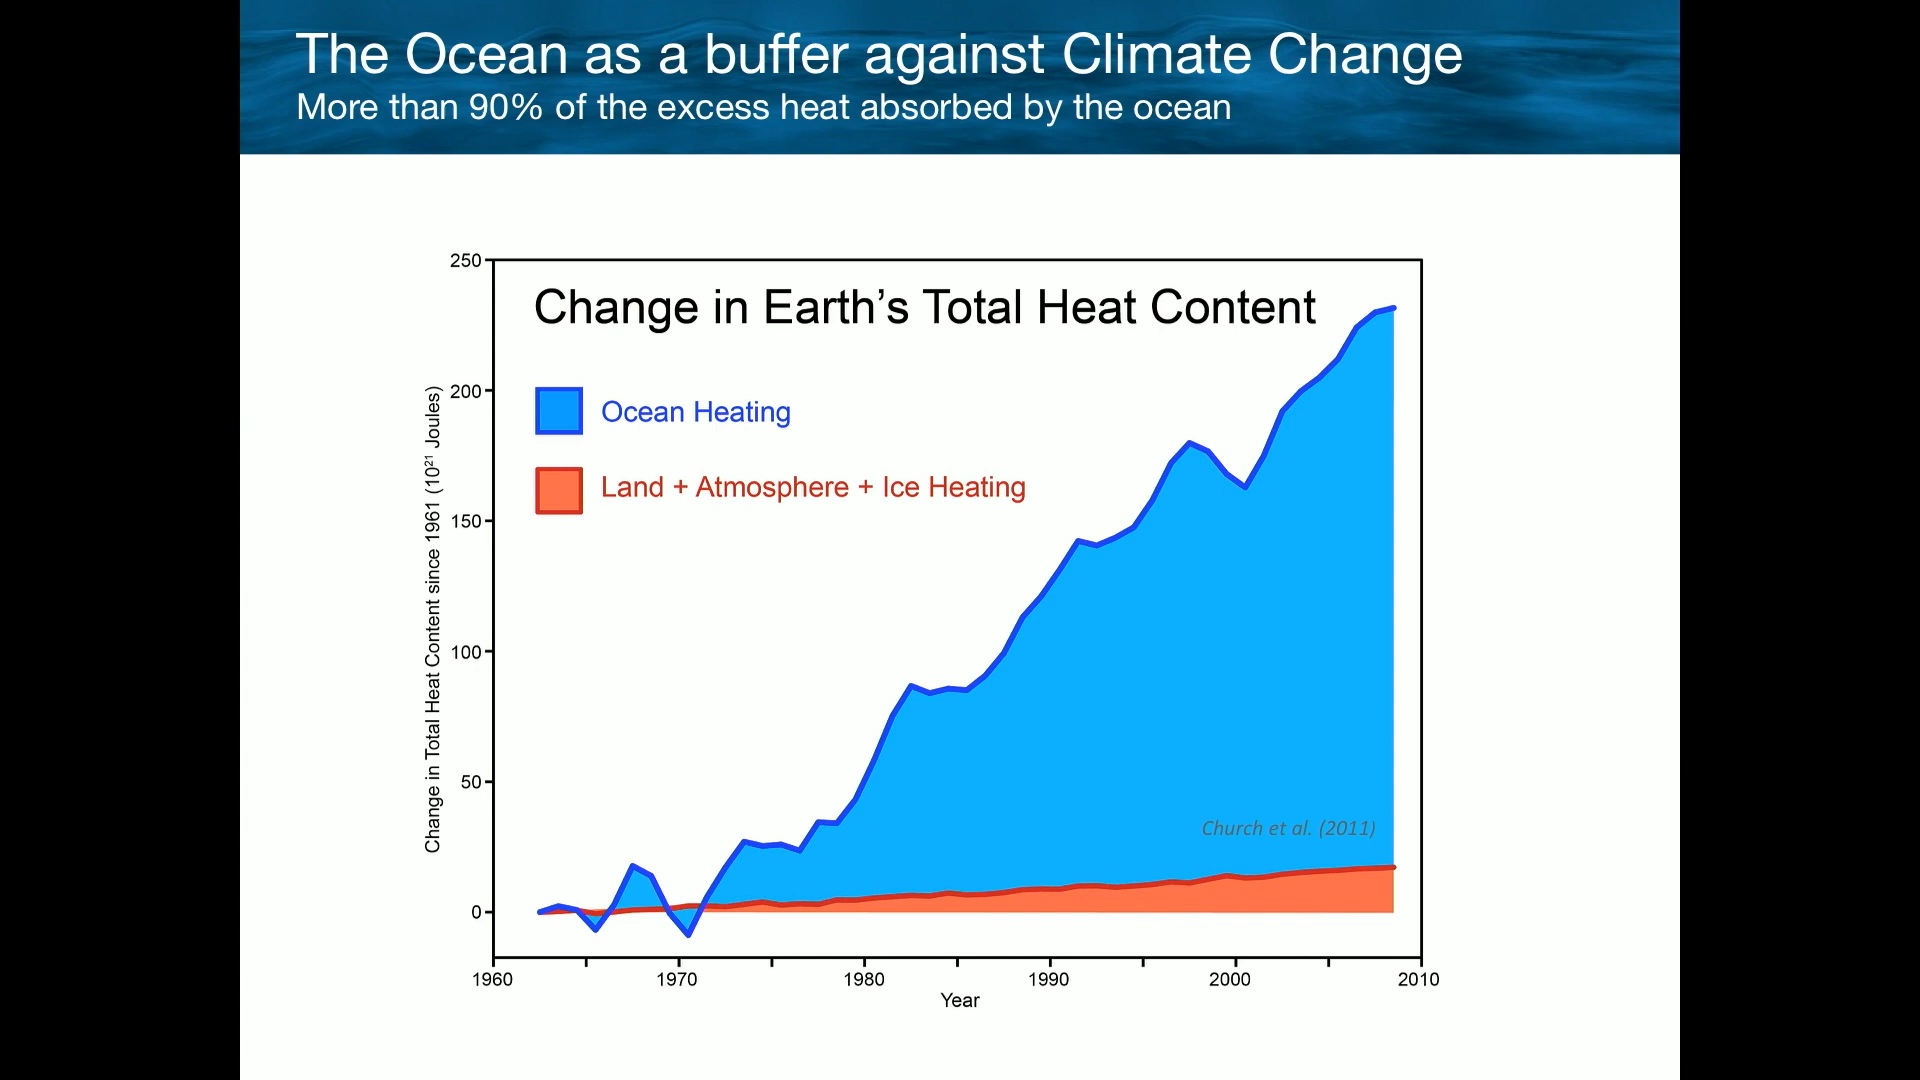 The Ocean as a buffer against Climate Change
More than 90% of the excess heat absorbed by the ocean
Change in Earth’s Total Heat Content
Ocean Heating
Land + Atmosphere + Ice Heating
Church et al. (2011)
Change in Total Heat Content since 1961 (10²¹ Joules)
250
200
150
100
50
0
1960 1970 1980 1990 2000 2010
Year